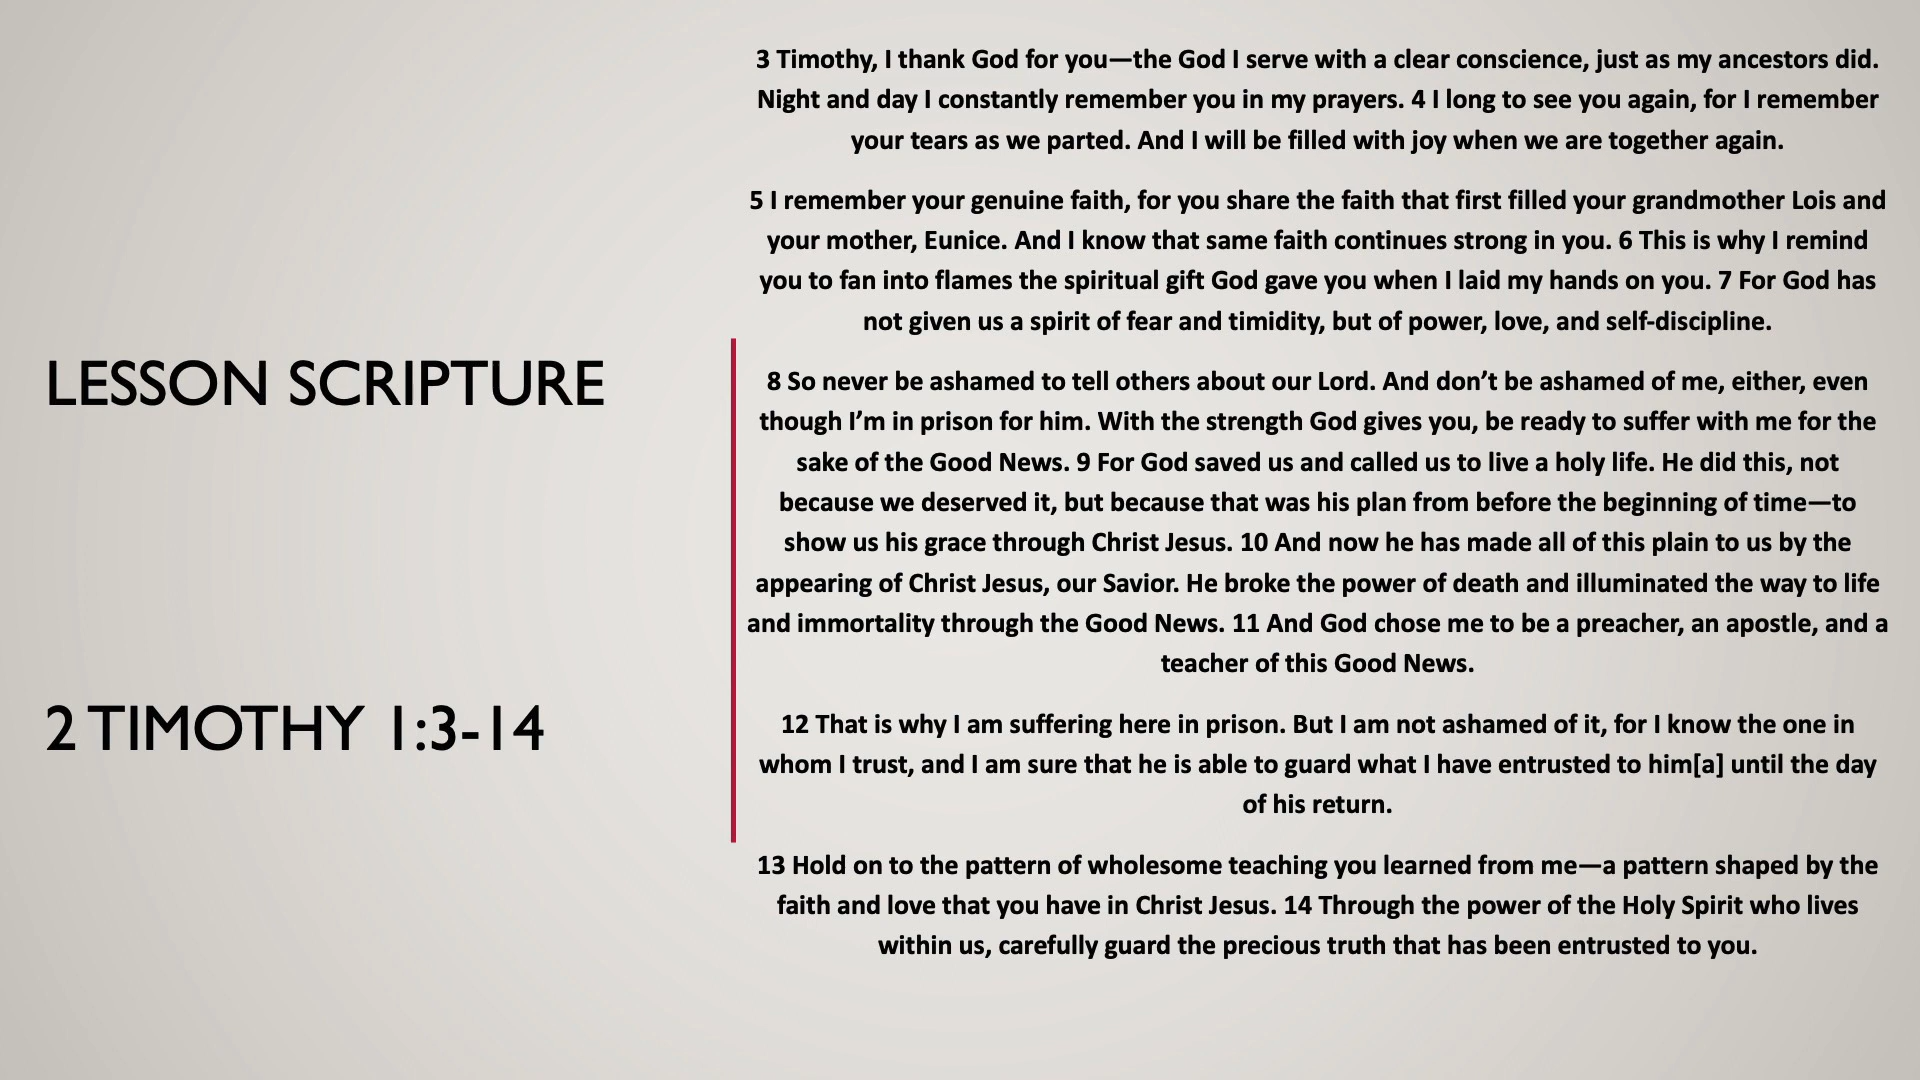 LESSON SCRIPTURE
2 TIMOTHY 1:3-14
3 Timothy, I thank God for you—the God I serve with a clear conscience, just as my ancestors did.
Night and day I constantly remember you in my prayers. 4 I long to see you again, for I remember
your tears as we parted. And I will be filled with joy when we are together again.
5 I remember your genuine faith, for you share the faith that first filled your grandmother Lois and
your mother, Eunice. And I know that same faith continues strong in you. 6 This is why I remind
you to fan into flames the spiritual gift God gave you when I laid my hands on you. 7 For God has
not given us a spirit of fear and timidity, but of power, love, and self-discipline.
8 So never be ashamed to tell others about our Lord. And don’t be ashamed of me, either, even
though I’m in prison for him. With the strength God gives you, be ready to suffer with me for the
sake of the Good News. 9 For God saved us and called us to live a holy life. He did this, not
because we deserved it, but because that was his plan from before the beginning of time—to
show us his grace through Christ Jesus. 10 And now he has made all of this plain to us by the
appearing of Christ Jesus, our Savior. He broke the power of death and illuminated the way to life
and immortality through the Good News. 11 And God chose me to be a preacher, an apostle, and a
teacher of this Good News.
12 That is why I am suffering here in prison. But I am not ashamed of it, for I know the one in
whom I trust, and I am sure that he is able to guard what I have entrusted to him[a] until the day
of his return.
13 Hold on to the pattern of wholesome teaching you learned from me—a pattern shaped by the
faith and love that you have in Christ Jesus. 14 Through the power of the Holy Spirit who lives
within us, carefully guard the precious truth that has been entrusted to you.